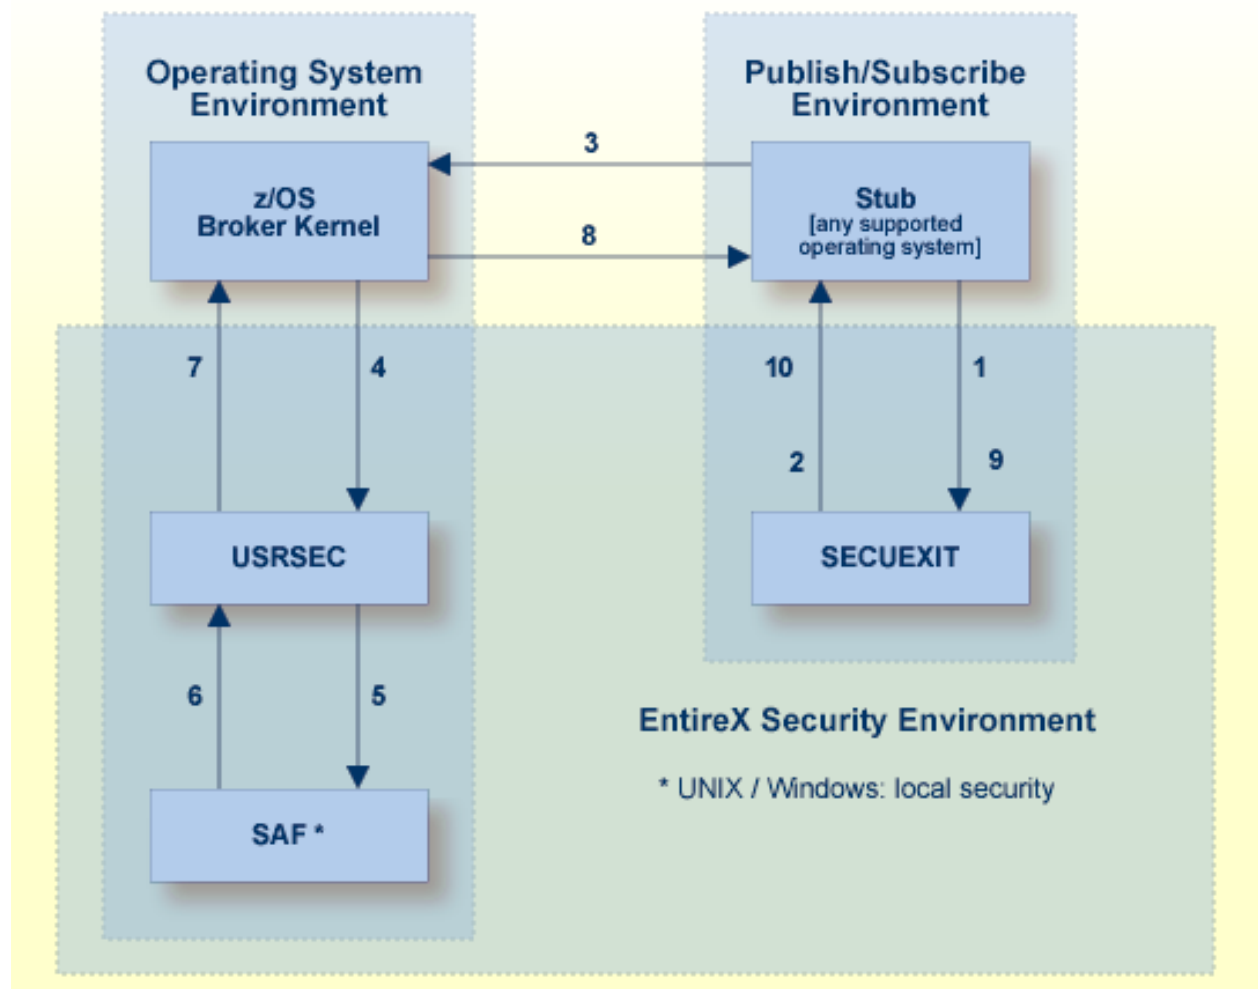 Operating System
Environment
Publish/Subscribe
Environment
3
z/OS
Broker Kernel
Stub
[any supported
operating system]
8
7
4
10
1
2
9
USRSEC
SECUEXIT
6
5
EntireX Security Environment
* UNIX / Windows: local security
SAF *